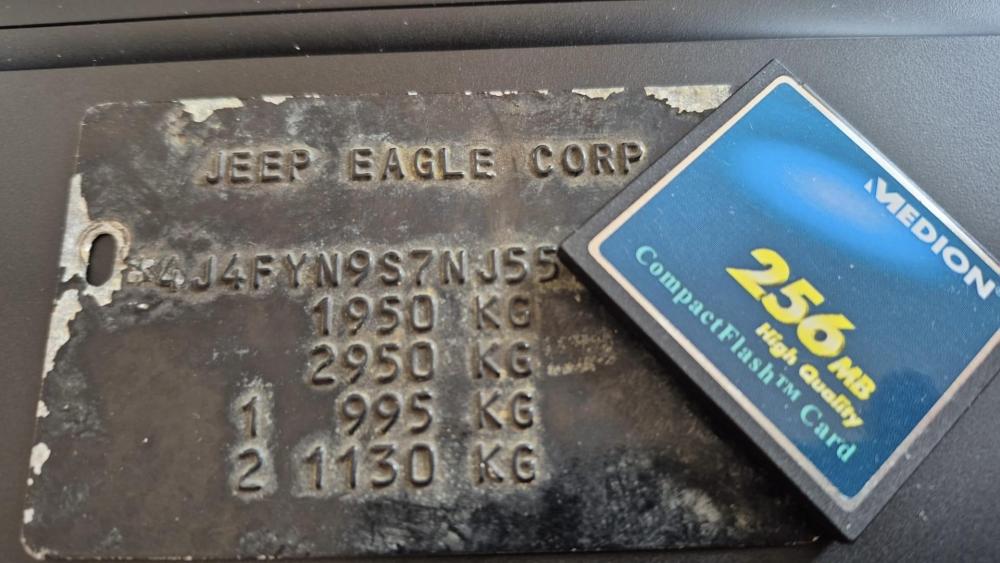 JEEP EAGLE CORP
*4J4FYN9S7NJ55
1950 KG
2950 KG
1 995 KG
2 1130 KG
MEDION
256 MB
High Quality
CompactFlash™ Card